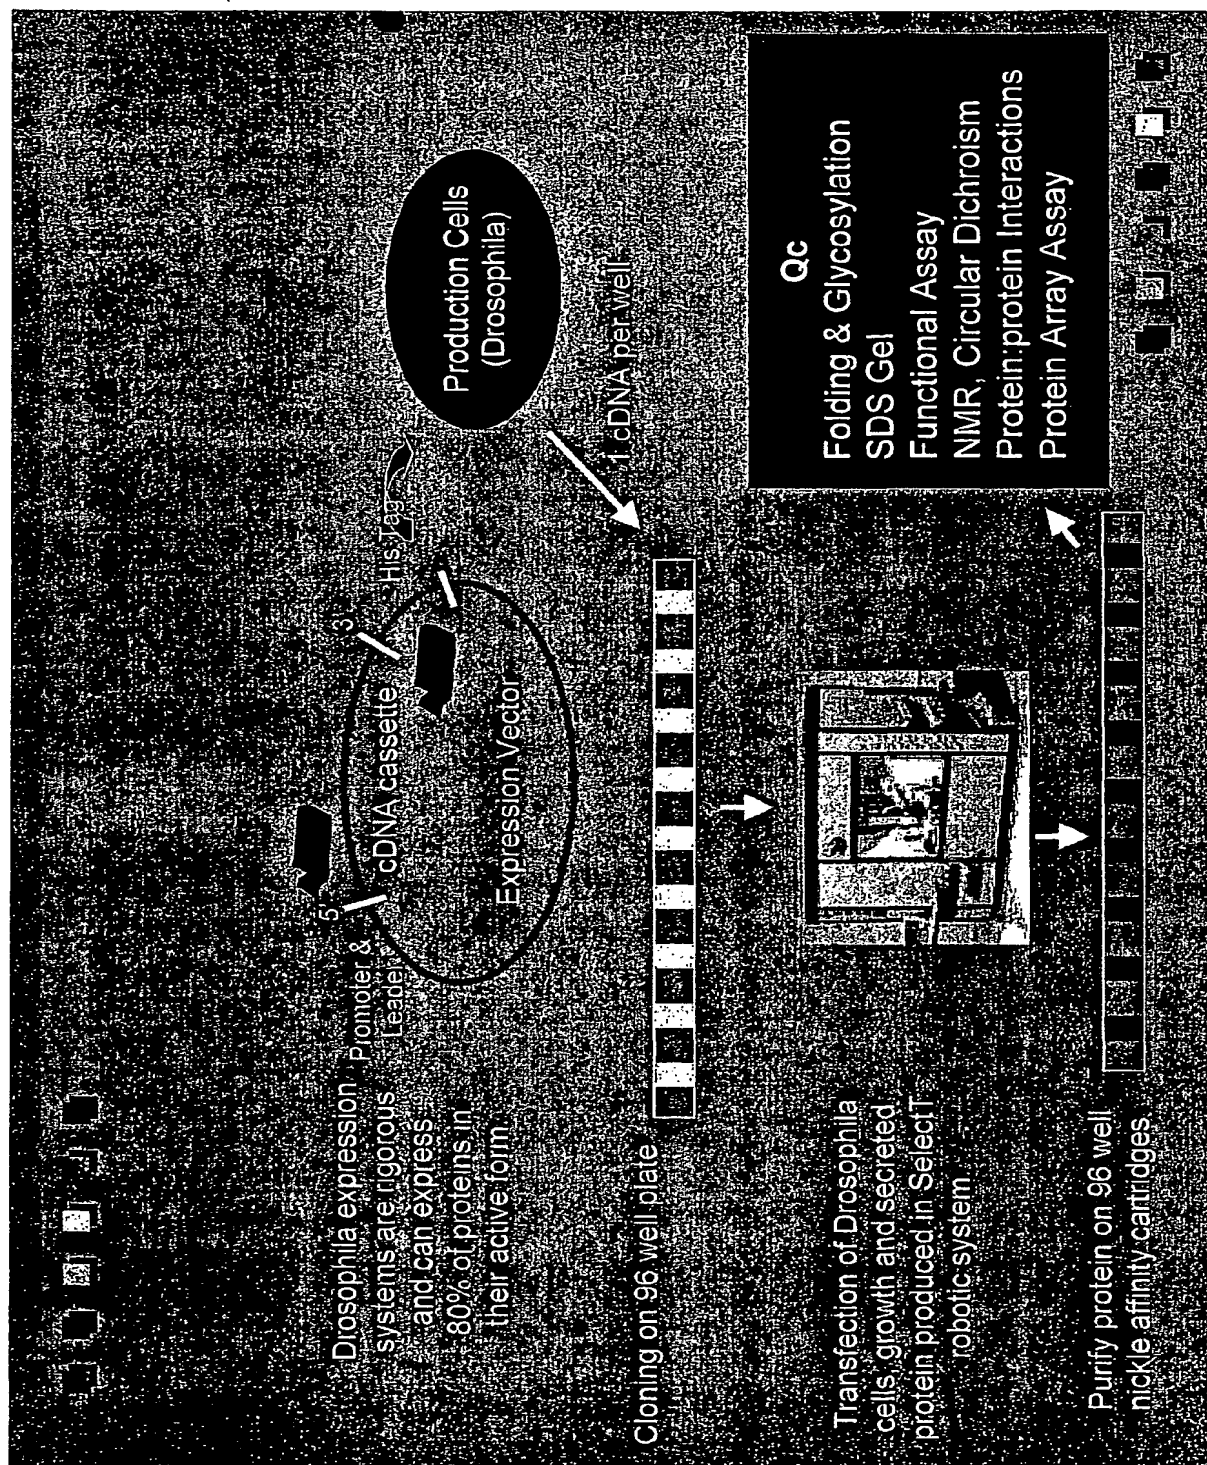 Drosophila expression
systems are rigorous
and can express
80% of proteins in
their active form
Promoter &
Leader
5'
3'
cDNA cassette
His Tag
Expression Vector
Production Cells
(Drosophila)
1 cDNA per well
Cloning on 96 well plate
Transfection of Drosophila
cells, growth and secreted
protein produced in SelectT
robotic system
Purify protein on 96 well
nickle affinity cartridges
Qc
Folding & Glycosylation
SDS Gel
Functional Assay
NMR, Circular Dichroism
Protein:protein Interactions
Protein Array Assay